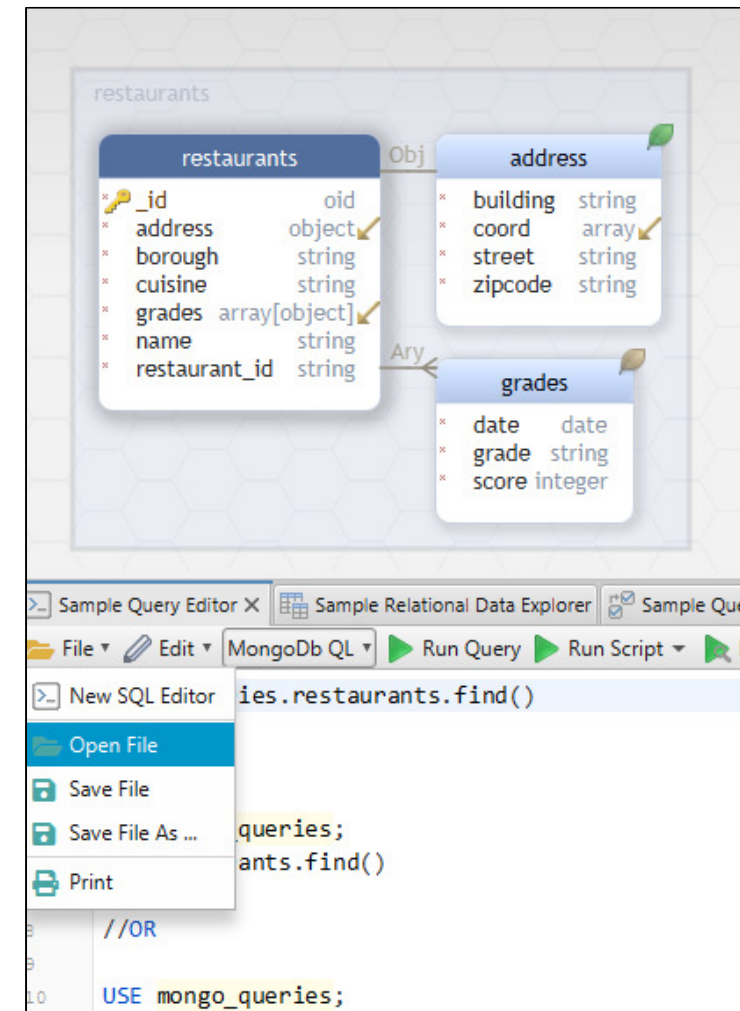 restaurants
restaurants
_id oid
address object
borough string
cuisine string
grades array[object]
name string
restaurant_id string
Obj
address
building string
coord array
street string
zipcode string
Ary
grades
date date
grade string
score integer
Sample Query Editor Sample Relational Data Explorer Sample
File Edit MongoDb QL Run Query Run Script
New SQL Editor ies.restaurants.find()
Open File
Save File
Save File As ... _queries;
ants.find()
Print
8 //OR
9
10 USE mongo_queries;